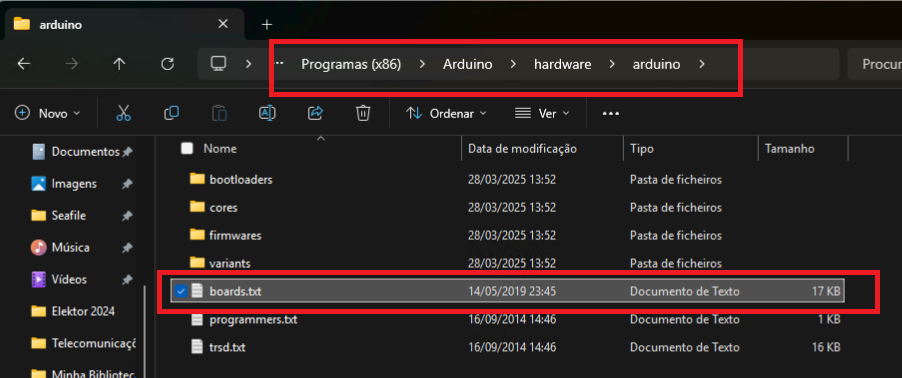 arduino
Programas (x86) > Arduino > hardware > arduino >
Procur
Novo
Ordenar
Ver
Documentos
Imagens
Seafile
Música
Vídeos
Elektor 2024
Telecomunicaçõ
Minha Bibliotec
Nome Data de modificação Tipo Tamanho
bootloaders 28/03/2025 13:52 Pasta de ficheiros
cores 28/03/2025 13:52 Pasta de ficheiros
firmwares 28/03/2025 13:52 Pasta de ficheiros
variants 28/03/2025 13:52 Pasta de ficheiros
boards.txt 14/05/2019 23:45 Documento de Texto 17 KB
programmers.txt 16/09/2014 14:46 Documento de Texto 1 KB
trsd.txt 16/09/2014 14:46 Documento de Texto 16 KB